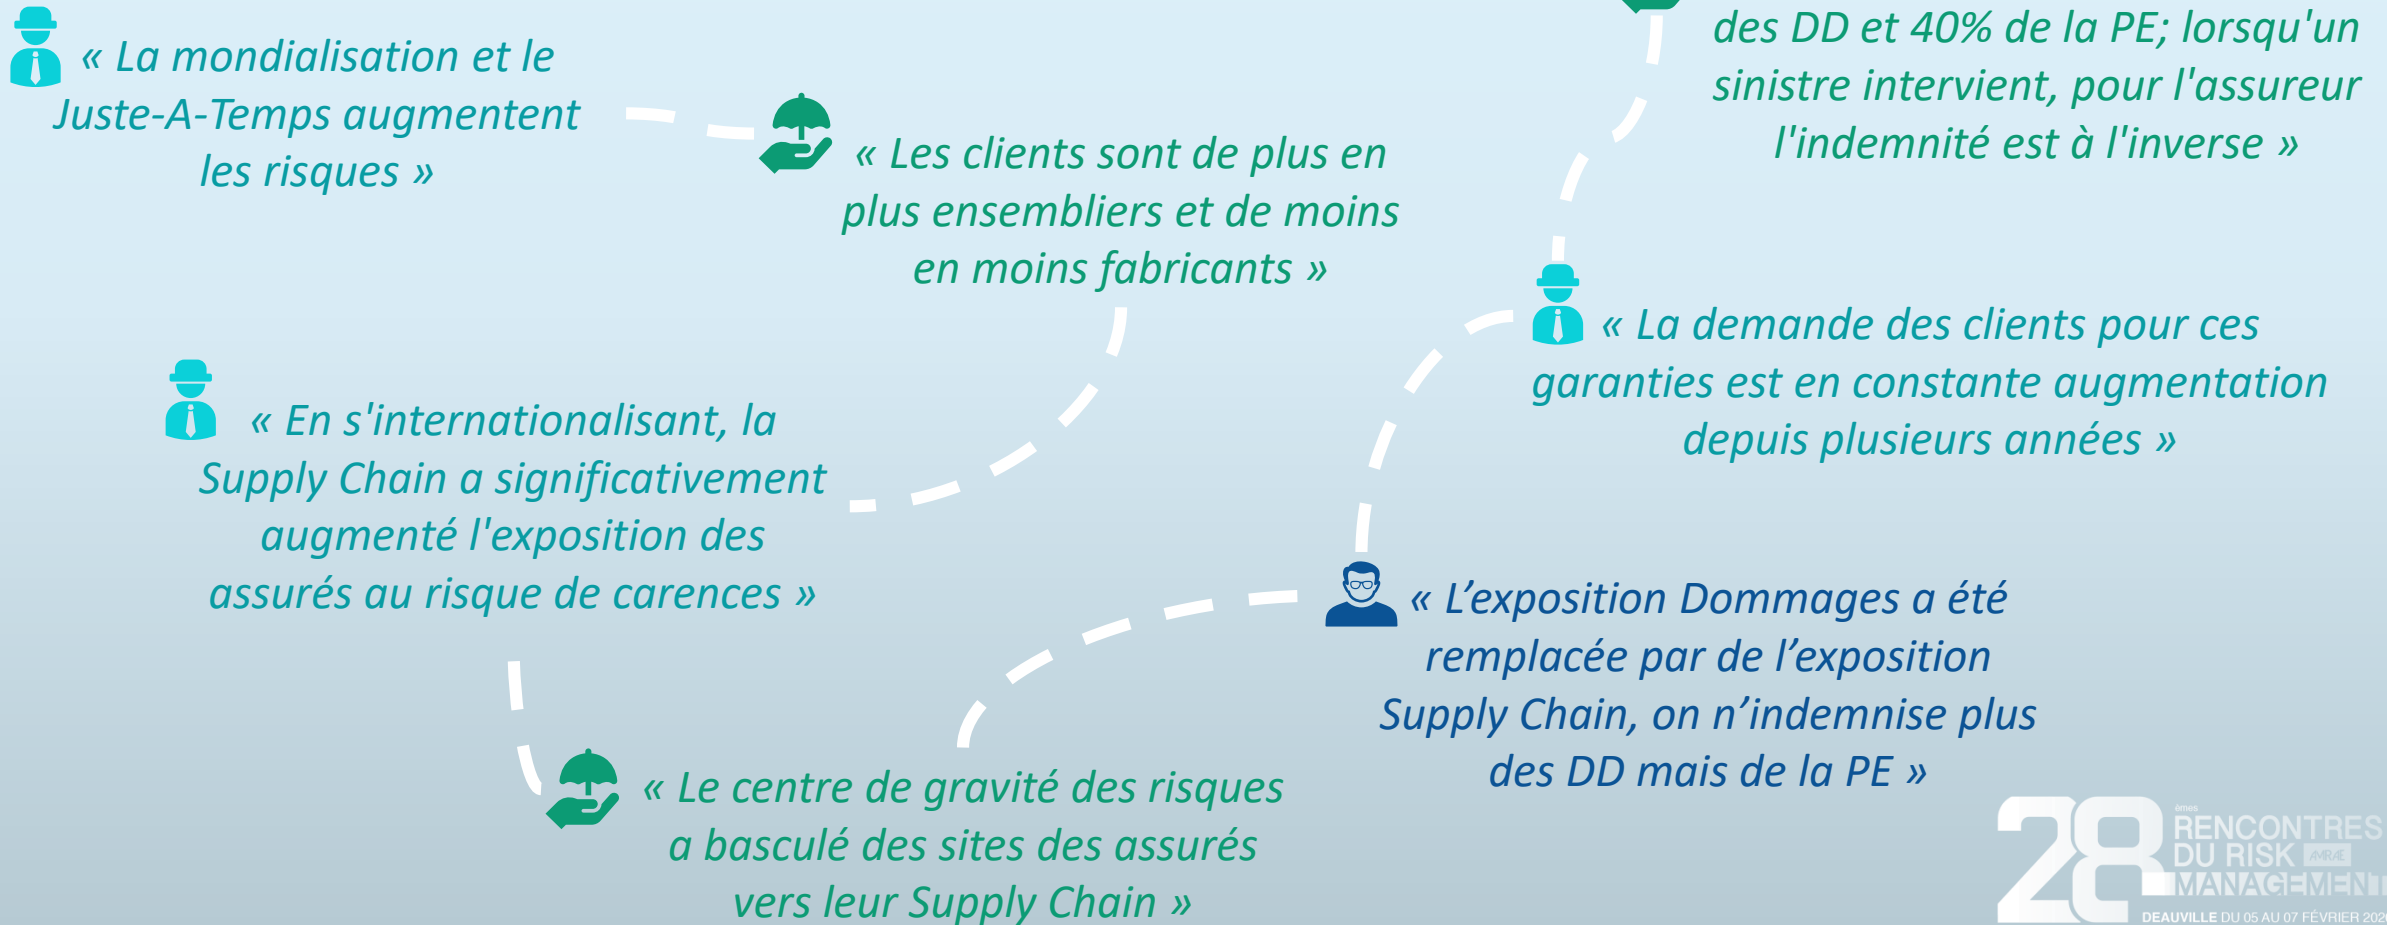 « La mondialisation et le
Juste-A-Temps augmentent
les risques »
« Les clients sont de plus en
plus ensembliers et de moins
en moins fabricants »
« En s'internationalisant, la
Supply Chain a significativement
augmenté l'exposition des
assurés au risque de carences »
« Le centre de gravité des risques
a basculé des sites des assurés
vers leur Supply Chain »
« L’exposition Dommages a été
remplacée par de l’exposition
Supply Chain, on n’indemnise plus
des DD mais de la PE »
« La demande des clients pour ces
garanties est en constante augmentation
depuis plusieurs années »
des DD et 40% de la PE; lorsqu'un
sinistre intervient, pour l'assureur
l'indemnité est à l'inverse »
28
èmes
RENCONTRES
DU RISK AMRAE
MANAGEMENT
DEAUVILLE DU 05 AU 07 FÉVRIER 2020